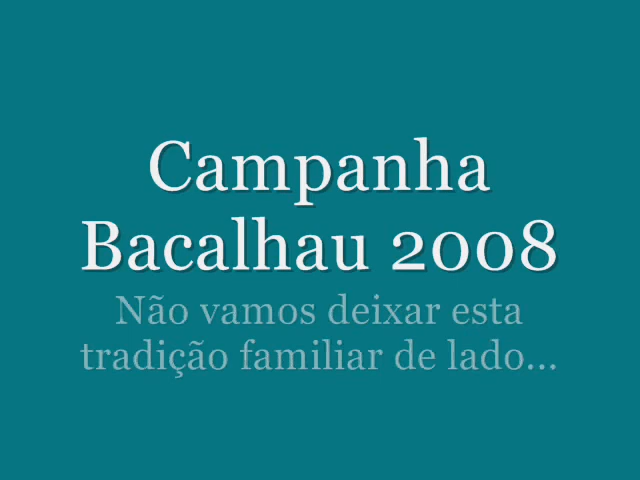 Campanha
Bacalhau 2008
Não vamos deixar esta
tradição familiar de lado...